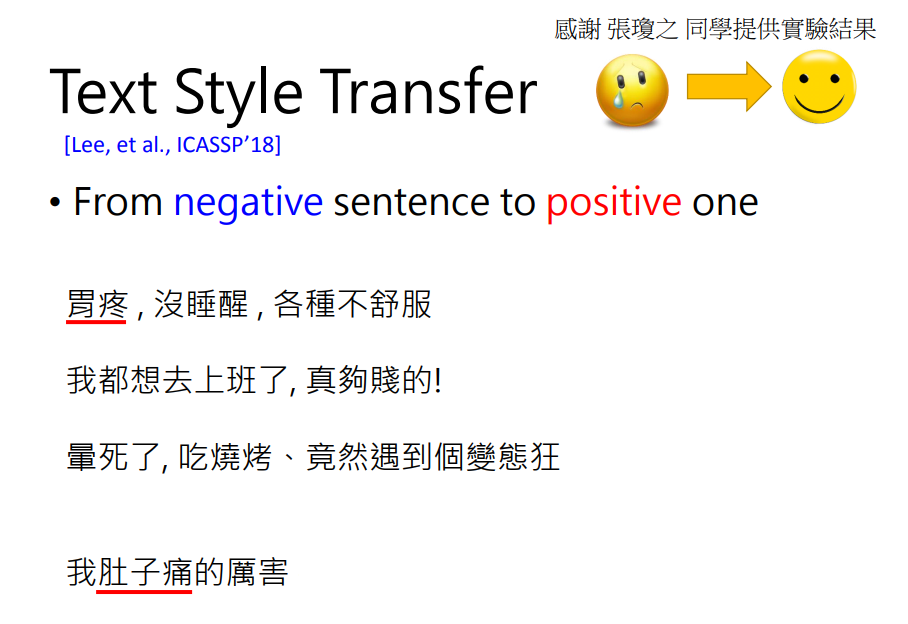 感謝 張瓊之 同學提供實驗結果
Text Style Transfer
[Lee, et al., ICASSP’18]
• From negative sentence to positive one
胃疼 , 沒睡醒 , 各種不舒服
我都想去上班了, 真夠賤的!
暈死了, 吃燒烤、竟然遇到個變態狂
我肚子痛的厲害